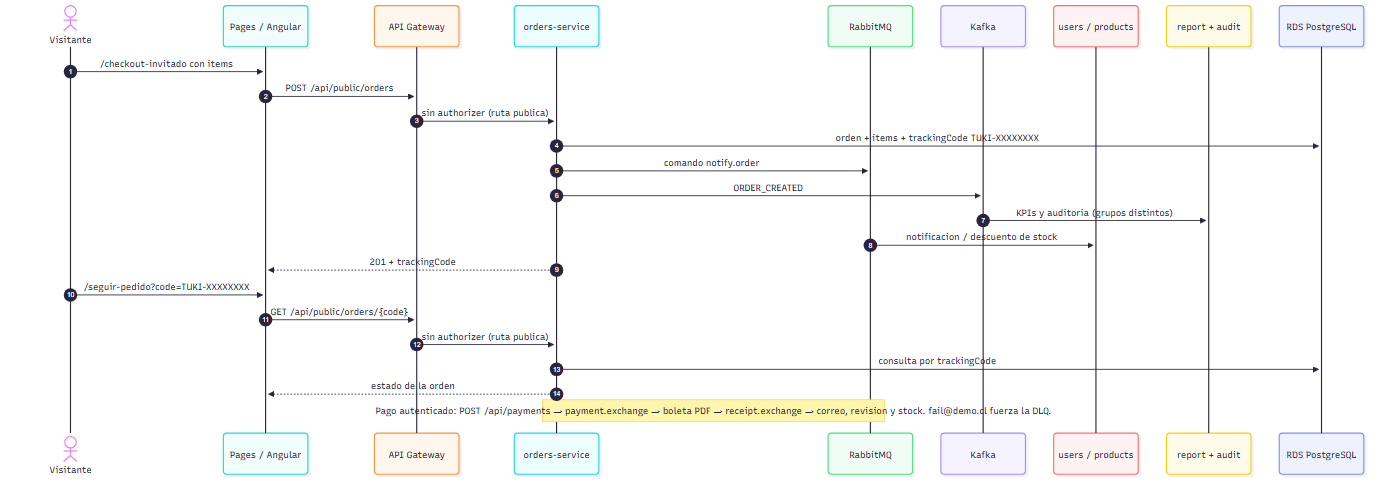 Visitante
Pages / Angular
API Gateway
orders-service
RabbitMQ
Kafka
users / products
report + audit
RDS PostgreSQL
1
/checkout-invitado con items
2
POST /api/public/orders
3
sin authorizer (ruta publica)
4
orden + items + trackingCode TUKI-XXXXXXXX
5
comando notify.order
6
ORDER_CREATED
7
KPIs y auditoria (grupos distintos)
8
notificacion / descuento de stock
9
201 + trackingCode
10
/seguir-pedido?code=TUKI-XXXXXXXX
11
GET /api/public/orders/{code}
12
sin authorizer (ruta publica)
13
consulta por trackingCode
14
estado de la orden
Pago autenticado: POST /api/payments → payment.exchange → boleta PDF → receipt.exchange → correo, revision y stock. fail@demo.cl fuerza la DLQ.
Visitante
Pages / Angular
API Gateway
orders-service
RabbitMQ
Kafka
users / products
report + audit
RDS PostgreSQL